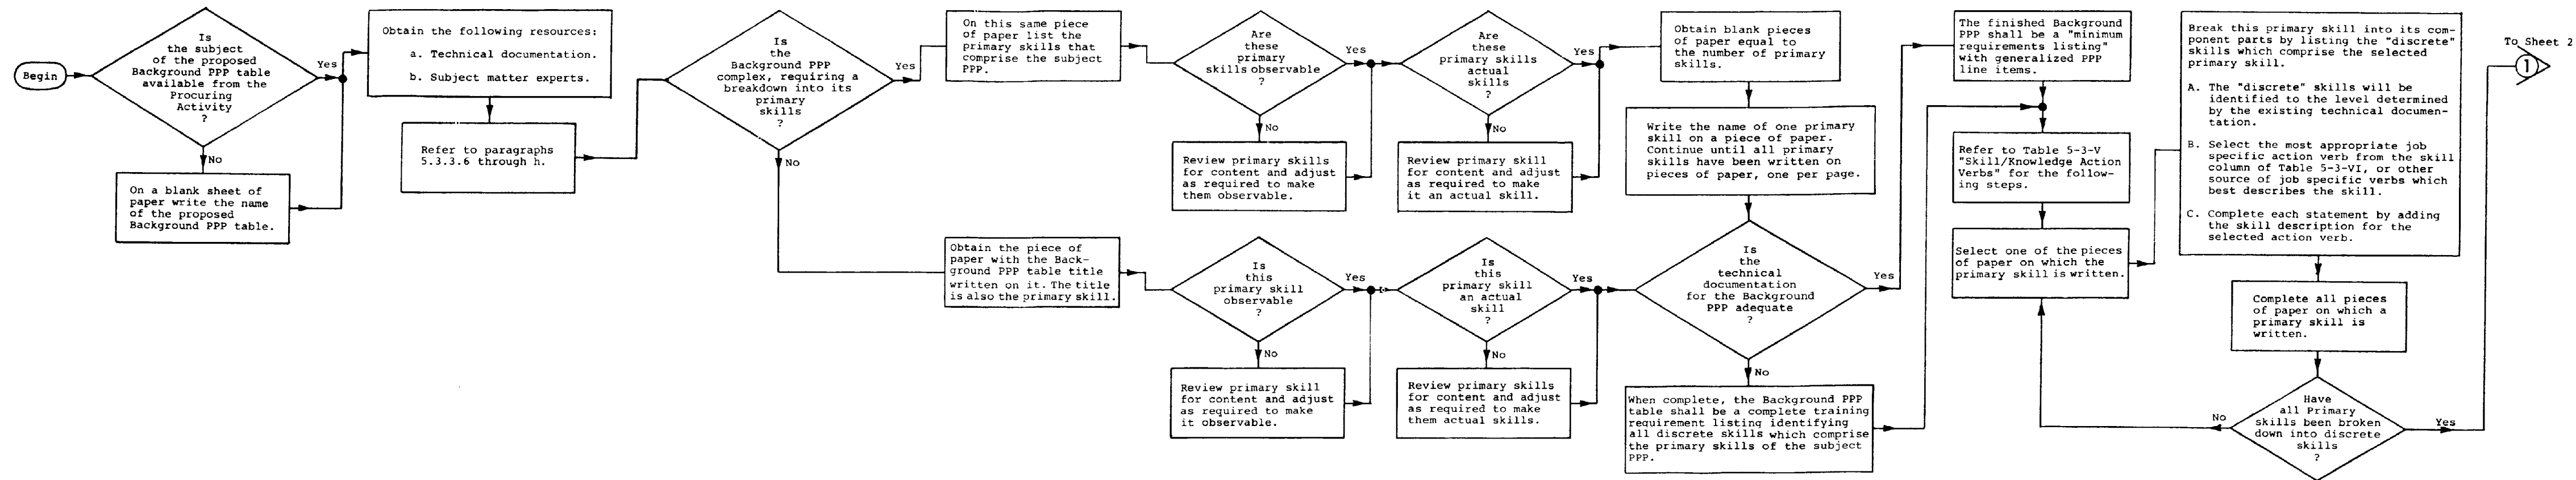 Begin
Is
the subject
of the proposed
Background PPP table
available from the
Procuring
Activity
?
Yes
No
On a blank sheet of
paper write the name
of the proposed
Background PPP table.
Obtain the following resources:
a. Technical documentation.
b. Subject matter experts.
Refer to paragraphs
5.3.3.6 through h.
Is
the
Background PPP
complex, requiring a
breakdown into its
primary
skills
?
Yes
No
On this same piece
of paper list the
primary skills that
comprise the subject
PPP.
Are
these
primary
skills observable
?
Yes
No
Review primary skills
for content and adjust
as required to make
them observable.
Are
these
primary skills
actual
skills
?
Yes
No
Review primary skill
for content and adjust
as required to make
it an actual skill.
Obtain blank pieces
of paper equal to
the number of primary
skills.
Write the name of one primary
skill on a piece of paper.
Continue until all primary
skills have been written on
pieces of paper, one per page.
Obtain the piece of
paper with the Back-
ground PPP table title
written on it. The title
is also the primary skill.
Is
this
primary skill
observable
?
Yes
No
Review primary skill
for content and adjust
as required to make
it observable.
Is
this
primary skill
an actual
skill
?
Yes
No
Review primary skills
for content and adjust
as required to make
them actual skills.
Is
the
technical
documentation
for the Background
PPP adequate
?
Yes
No
When complete, the Background PPP
table shall be a complete training
requirement listing identifying
all discrete skills which comprise
the primary skills of the subject
PPP.
The finished Background
PPP shall be a "minimum
requirements listing"
with generalized PPP
line items.
Refer to Table 5-3-V
"Skill/Knowledge Action
Verbs" for the follow-
ing steps.
Select one of the pieces
of paper on which the
primary skill is written.
Break this primary skill into its com-
ponent parts by listing the "discrete"
skills which comprise the selected
primary skill.
A. The "discrete" skills will be
identified to the level determined
by the existing technical documen-
tation.
B. Select the most appropriate job
specific action verb from the skill
column of Table 5-3-VI, or other
source of job specific verbs which
best describes the skill.
C. Complete each statement by adding
the skill description for the
selected action verb.
Complete all pieces
of paper on which a
primary skill is
written.
Have
all Primary
skills been broken
down into discrete
skills
?
No
Yes
To Sheet 2
1